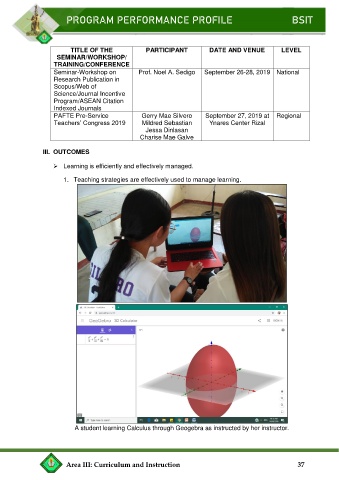 PROGRAM PERFORMANCE PROFILE BSIT
TITLE OF THE SEMINAR/WORKSHOP/TRAINING/CONFERENCE PARTICIPANT DATE AND VENUE LEVEL
Seminar-Workshop on Prof. Noel A. Sedigo September 26-28, 2019 National
Research Publication in
Scopus/Web of
Science/Journal Incentive
Program/ASEAN Citation
Indexed Journals
PAFTE Pre-Service Gerry Mae Silvero September 27, 2019 at Regional
Teachers' Congress 2019 Mildred Sebastian Ynares Center Rizal
Jessa Dinlasan
Charise Mae Galve
III. OUTCOMES
➢ Learning is efficiently and effectively managed.
1. Teaching strategies are effectively used to manage learning.
GeoGebra 3D Calculator
A student learning Calculus through Geogebra as instructed by her instructor.
Area III: Curriculum and Instruction 37